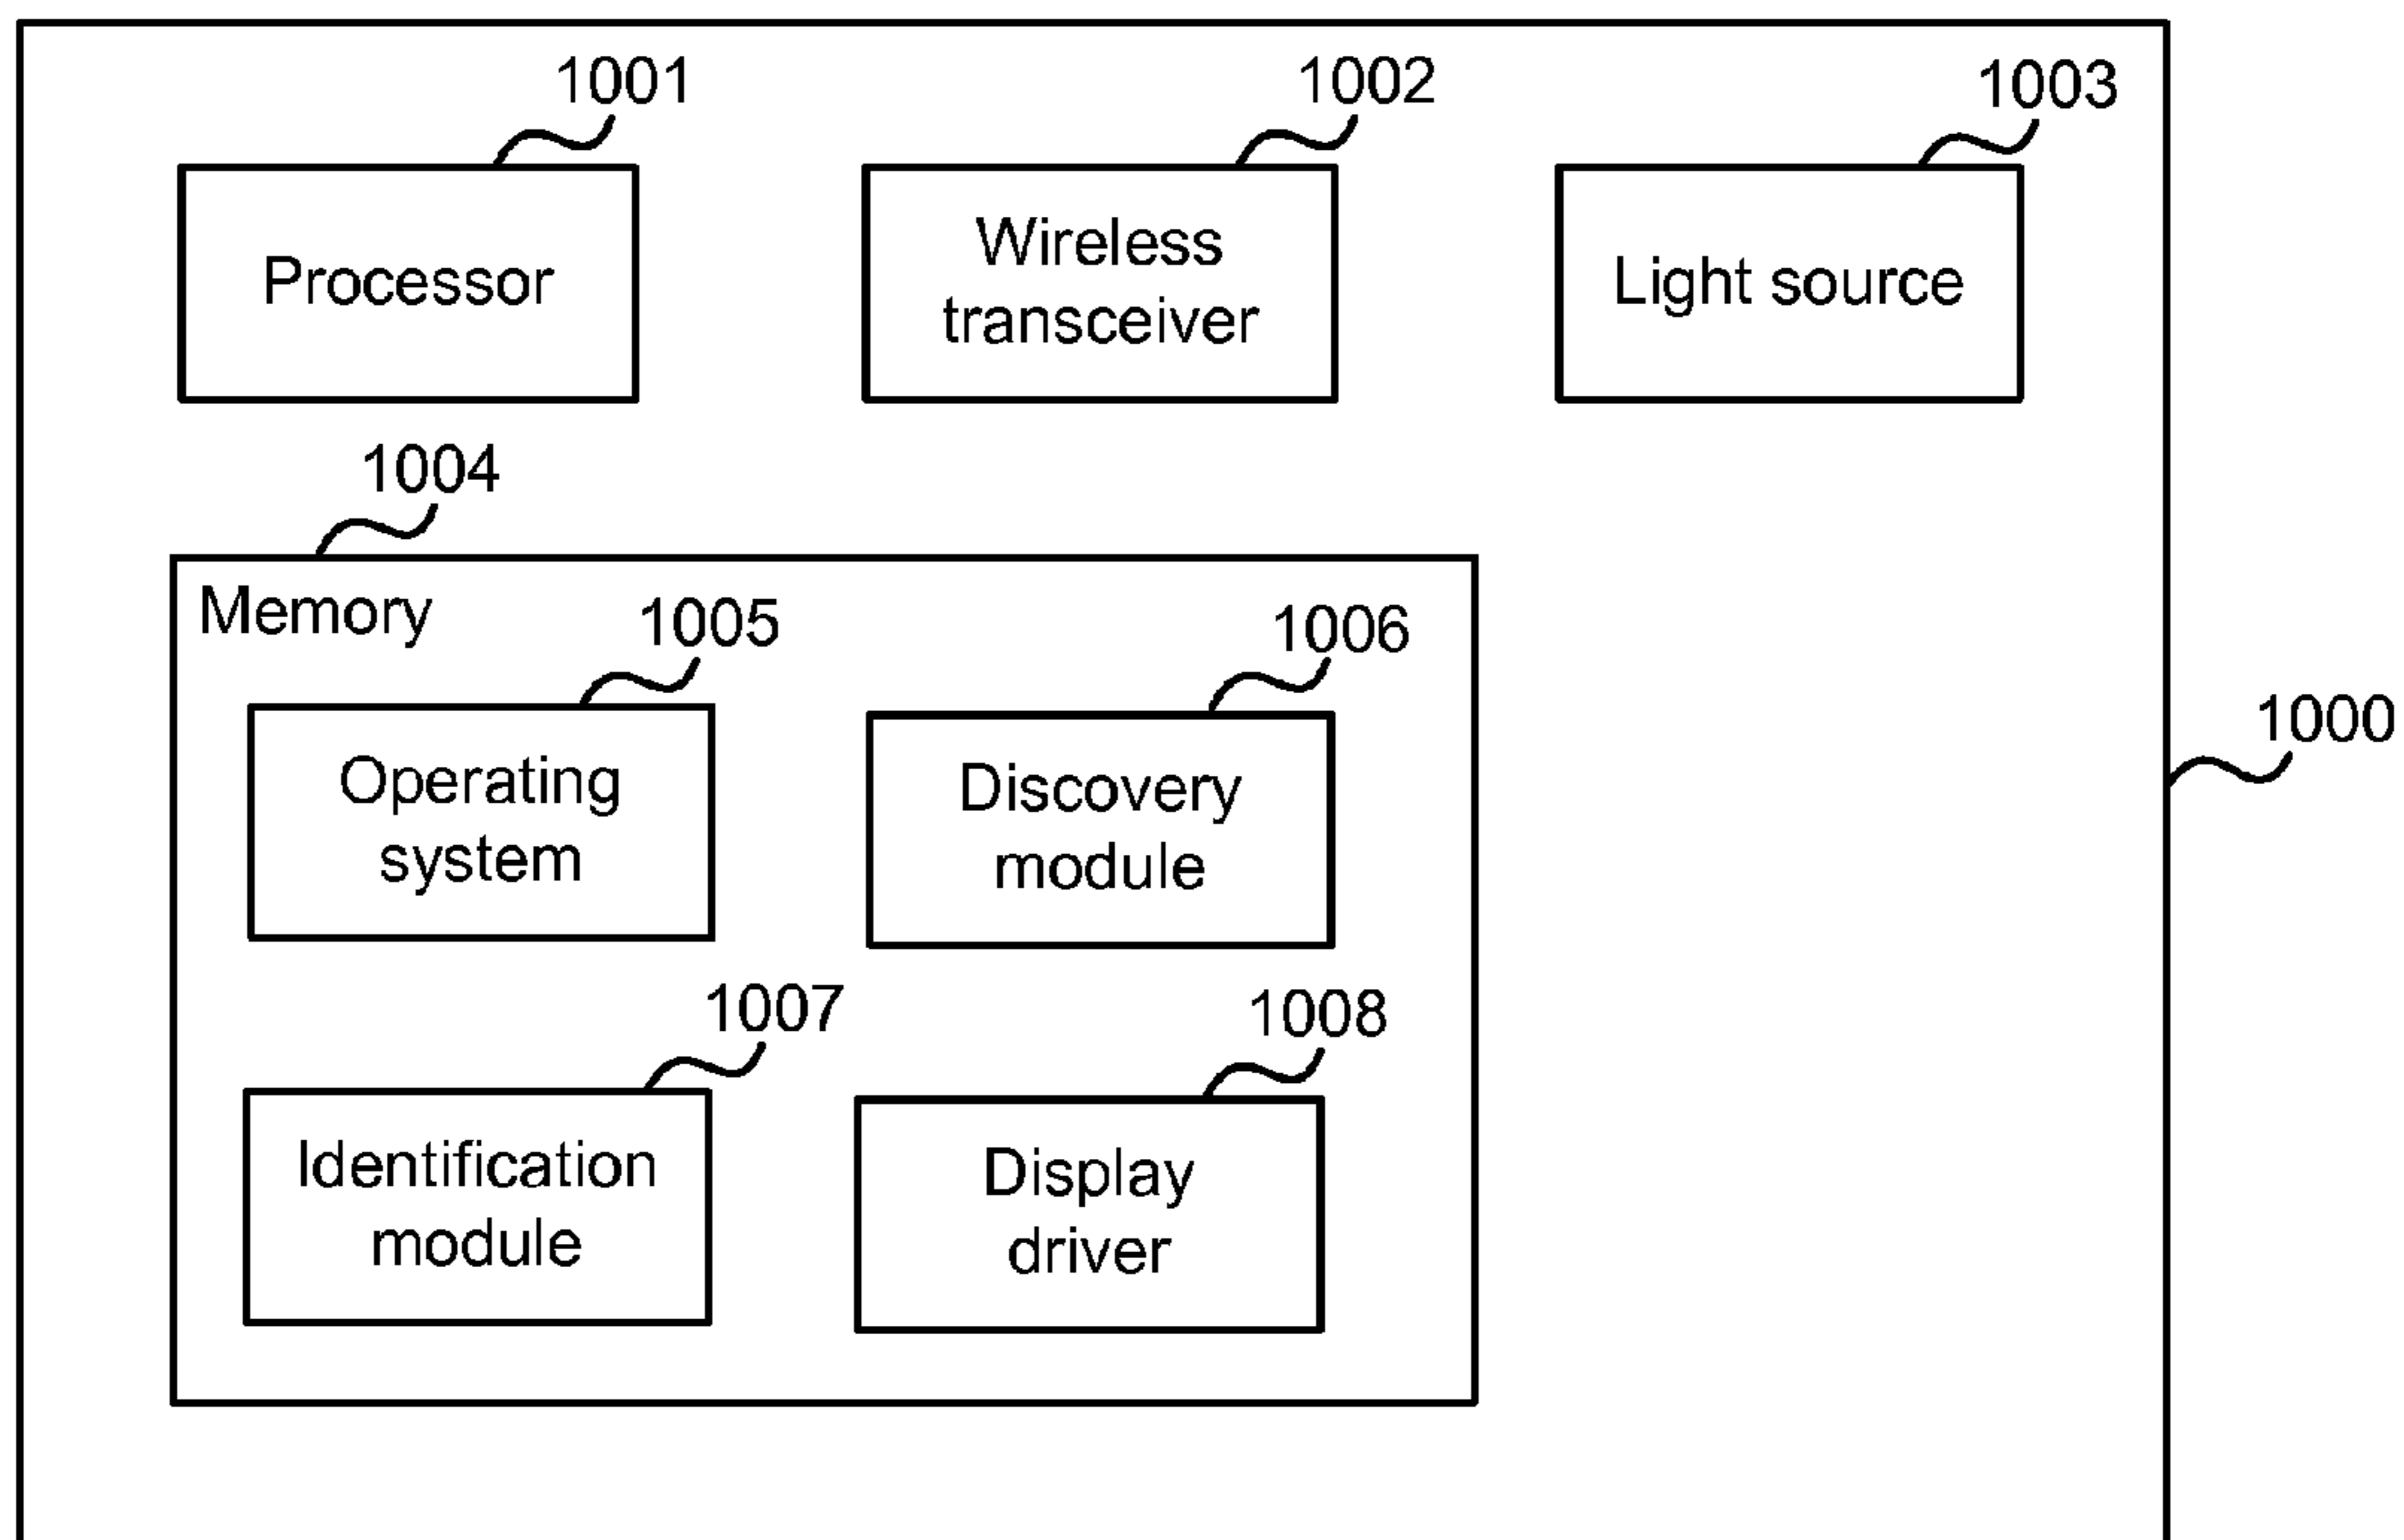 1001
1002
1003
Processor
Wireless
transceiver
Light source
1004
Memory
1005
1006
Operating
system
Discovery
module
1000
1007
1008
Identification
module
Display
driver